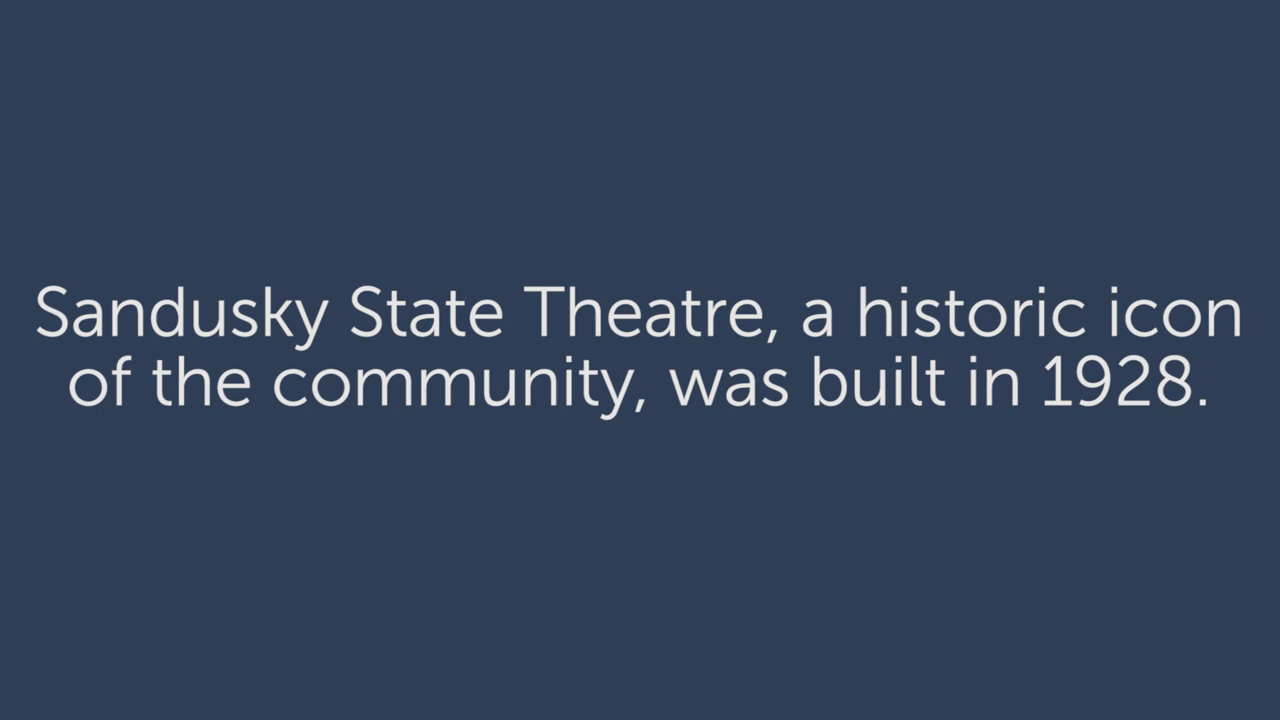 Sandusky State Theatre, a historic icon
of the community, was built in 1928.